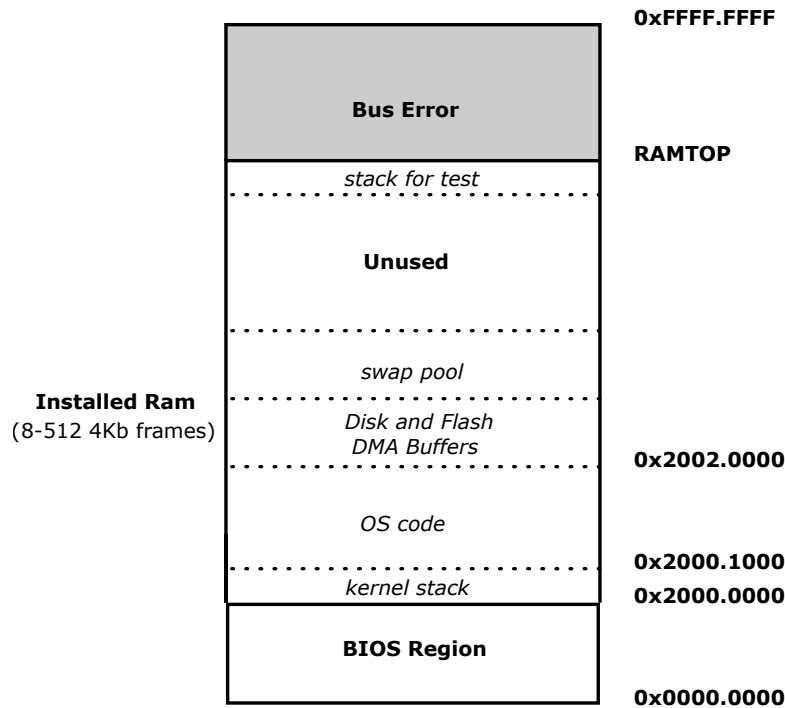 0xFFFF.FFFF
Bus Error
RAMTOP
stack for test
Unused
swap pool
Installed Ram
(8-512 4Kb frames)
Disk and Flash
DMA Buffers
0x2002.0000
OS code
0x2000.1000
kernel stack
0x2000.0000
BIOS Region
0x0000.0000